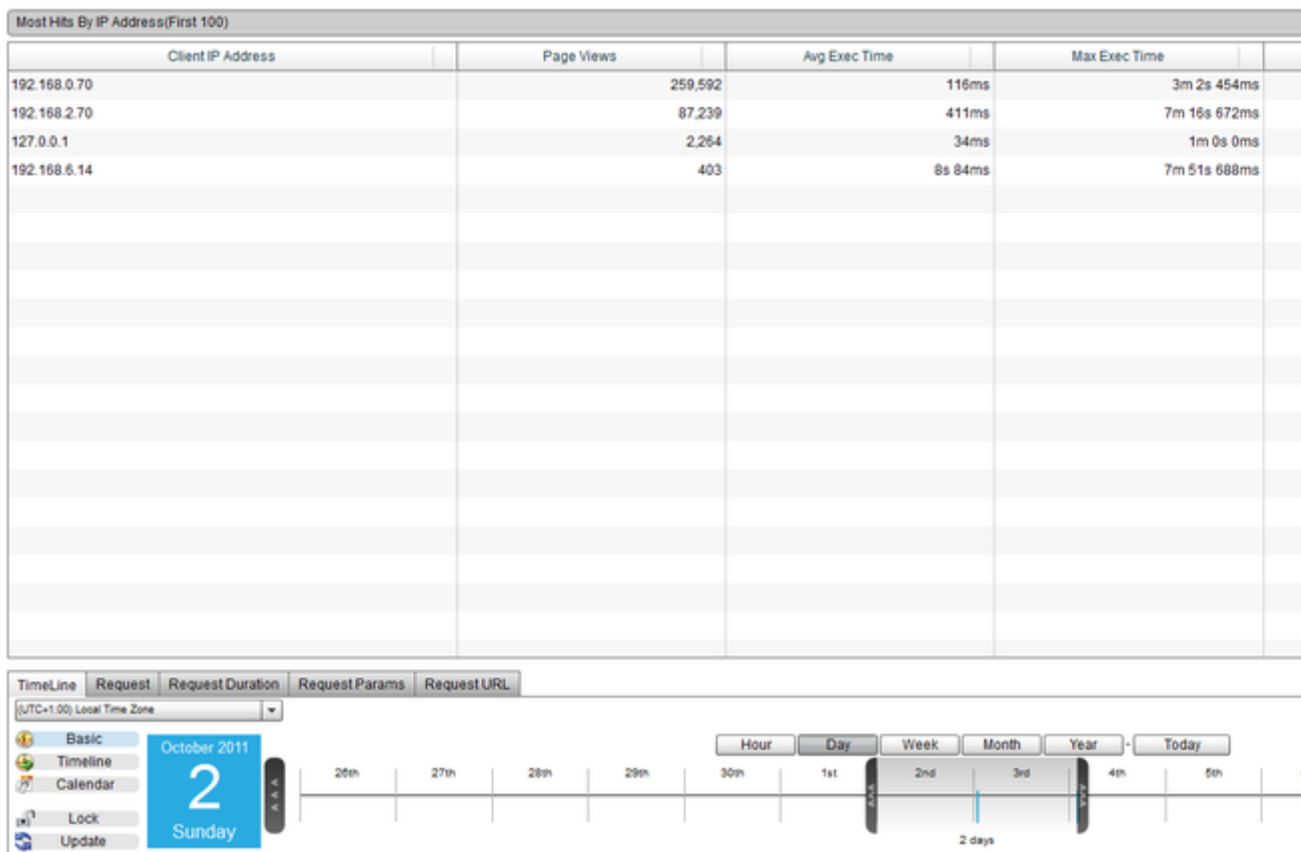 Most Hits By IP Address(First 100)
Client IP Address Page Views Avg Exec Time Max Exec Time
192.168.0.70 259,592 116ms 3m 2s 454ms
192.168.2.70 87,239 411ms 7m 16s 672ms
127.0.0.1 2,264 34ms 1m 0s 0ms
192.168.6.14 403 8s 84ms 7m 51s 688ms
TimeLine Request Request Duration Request Params Request URL
(UTC+1:00) Local Time Zone
Basic
Timeline
Calendar
Lock
Update
October 2011
2
Sunday
Hour Day Week Month Year - Today
26th 27th 28th 29th 30th 1st 2nd 3rd 4th 5th
2 days